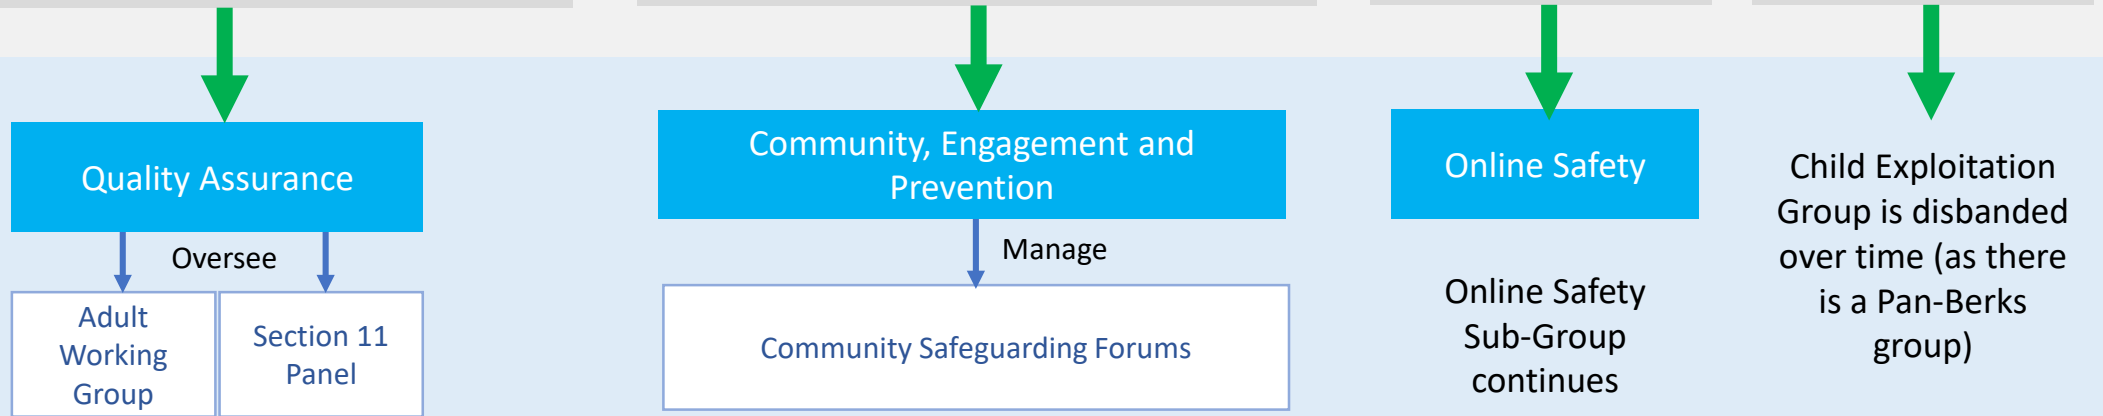 Quality Assurance
Oversee
Adult
Working
Group
Section 11
Panel
Community, Engagement and
Prevention
Manage
Community Safeguarding Forums
Online Safety
Online Safety
Sub-Group
continues
Child Exploitation
Group is disbanded
over time (as there
is a Pan-Berks
group)